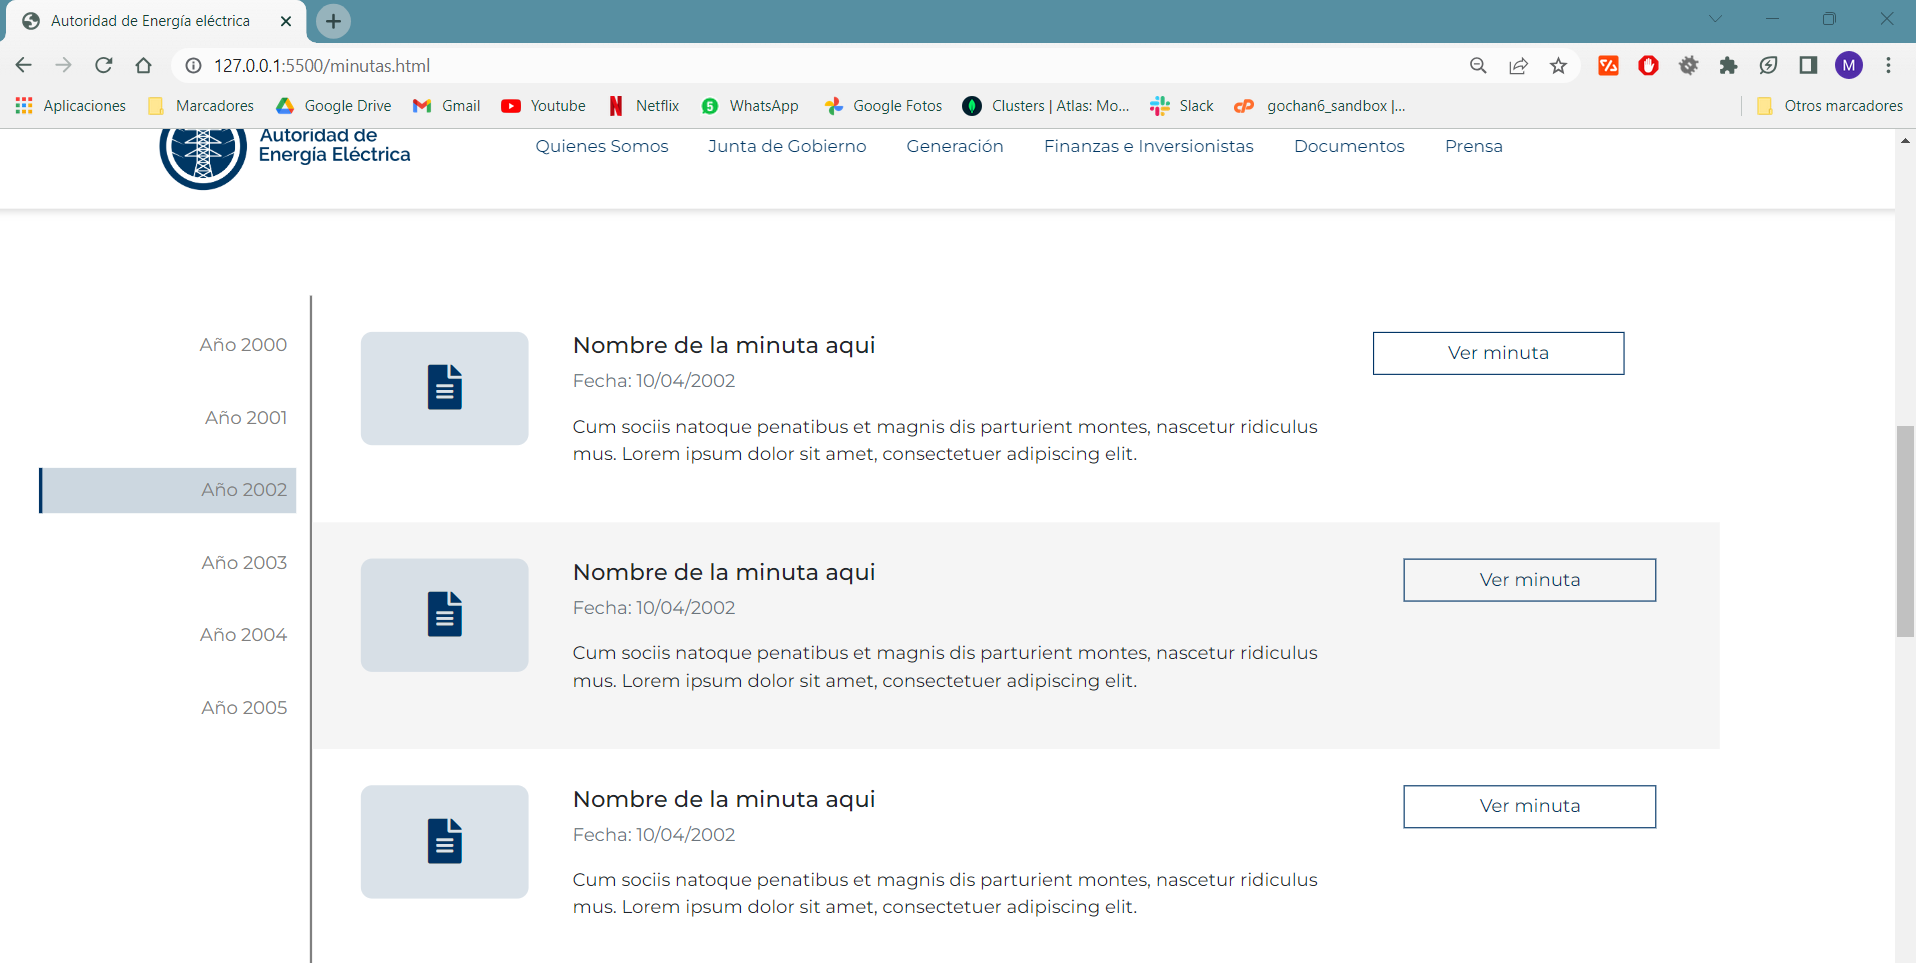 Autoridad de Energía eléctrica
127.0.0.1:5500/minutas.html
M
Aplicaciones Marcadores Google Drive Gmail Youtube Netflix WhatsApp Google Fotos Clusters | Atlas: Mo... Slack gochan6_sandbox |... Otros marcadores
Autoridad de
Energía Eléctrica
Quienes Somos Junta de Gobierno Generación Finanzas e Inversionistas Documentos Prensa
Año 2000
Año 2001
Año 2002
Año 2003
Año 2004
Año 2005
Nombre de la minuta aqui
Fecha: 10/04/2002
Cum sociis natoque penatibus et magnis dis parturient montes, nascetur ridiculus
mus. Lorem ipsum dolor sit amet, consectetuer adipiscing elit.
Ver minuta
Nombre de la minuta aqui
Fecha: 10/04/2002
Cum sociis natoque penatibus et magnis dis parturient montes, nascetur ridiculus
mus. Lorem ipsum dolor sit amet, consectetuer adipiscing elit.
Ver minuta
Nombre de la minuta aqui
Fecha: 10/04/2002
Cum sociis natoque penatibus et magnis dis parturient montes, nascetur ridiculus
mus. Lorem ipsum dolor sit amet, consectetuer adipiscing elit.
Ver minuta